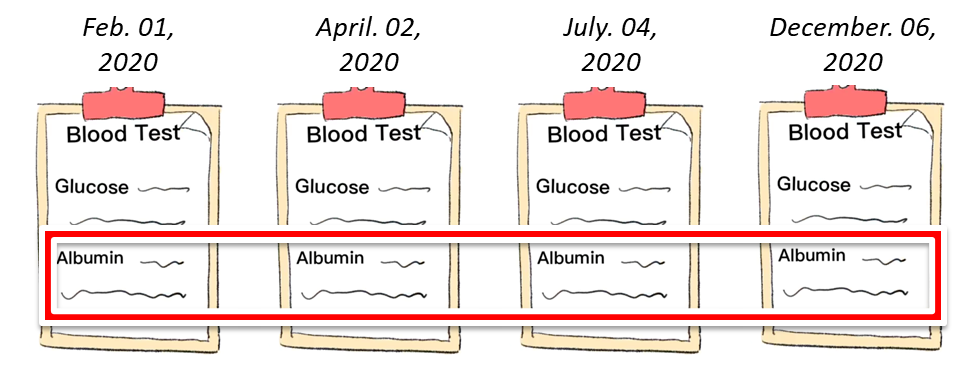 Feb. 01,
2020
April. 02,
2020
July. 04,
2020
December. 06,
2020
Blood Test
Glucose
Albumin
Blood Test
Glucose
Albumin
Blood Test
Glucose
Albumin
Blood Test
Glucose
Albumin